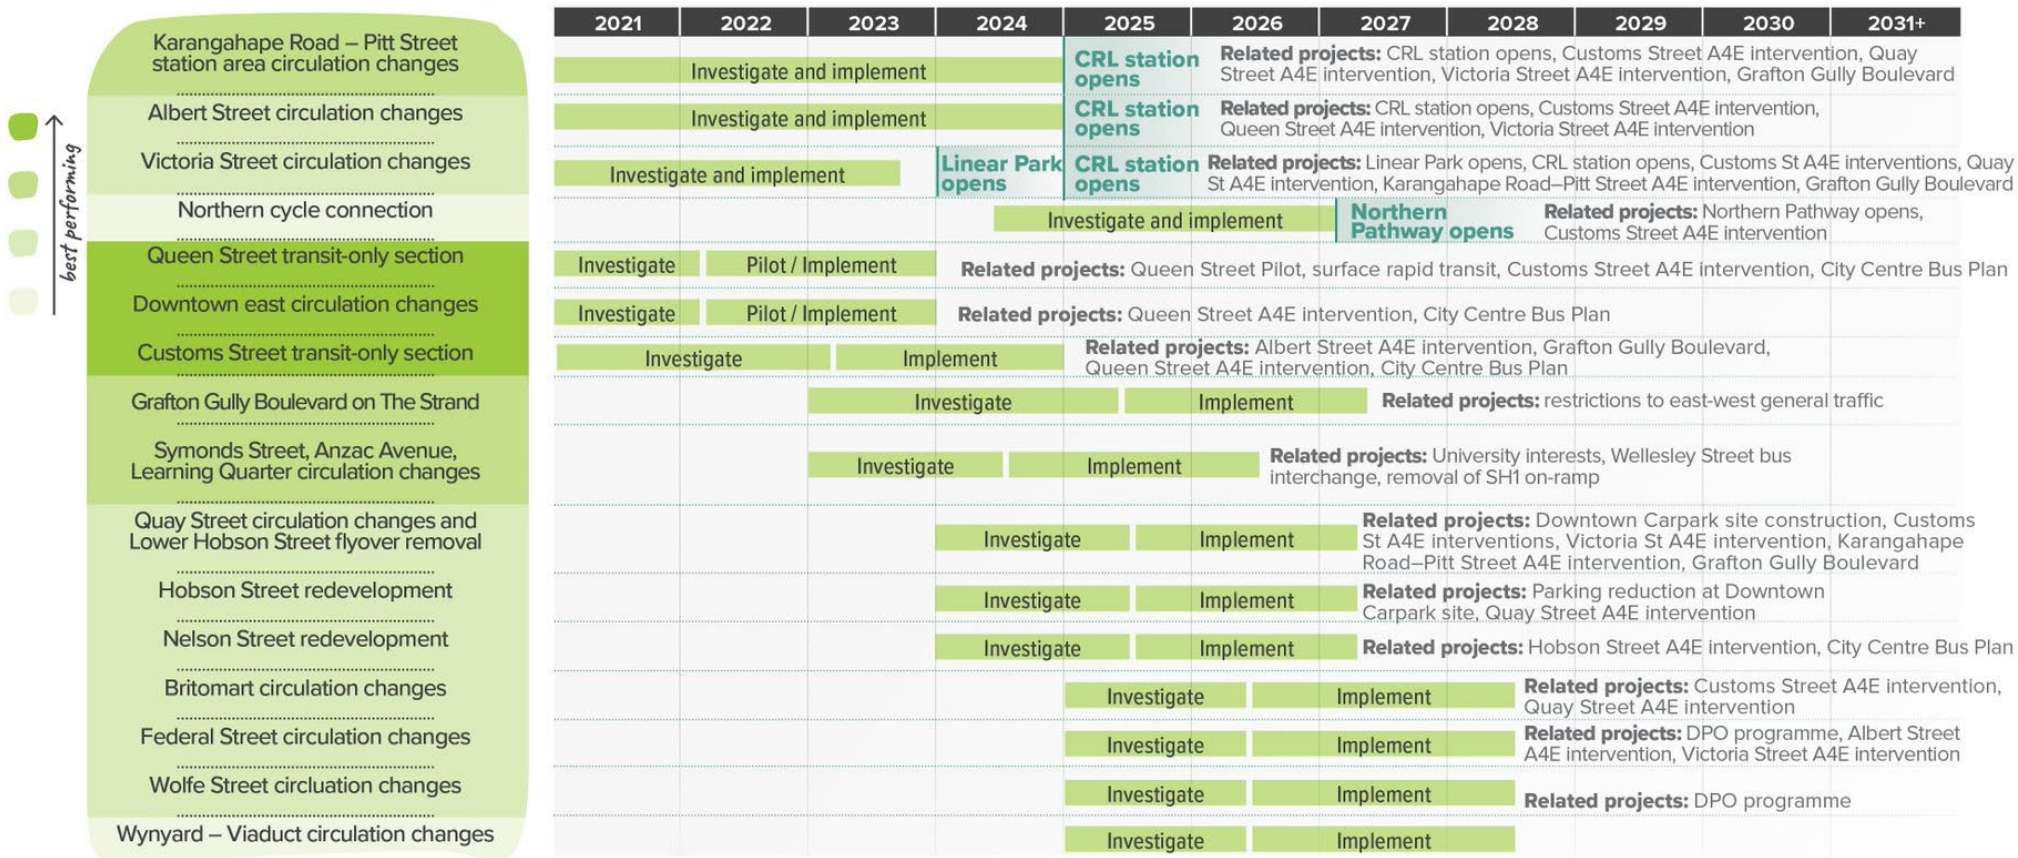 2021 2022 2023 2024 2025 2026 2027 2028 2029 2030 2031+
best performing
Karangahape Road – Pitt Street
station area circulation changes
Investigate and implement
CRL station
opens
Related projects: CRL station opens, Customs Street A4E intervention, Quay
Street A4E intervention, Victoria Street A4E intervention, Grafton Gully Boulevard
Albert Street circulation changes
Investigate and implement
CRL station
opens
Related projects: CRL station opens, Customs Street A4E intervention,
Queen Street A4E intervention, Victoria Street A4E intervention
Victoria Street circulation changes
Investigate and implement
Linear Park
opens
CRL station
opens
Related projects: Linear Park opens, CRL station opens, Customs St A4E interventions, Quay
St A4E intervention, Karangahape Road–Pitt Street A4E intervention, Grafton Gully Boulevard
Northern cycle connection
Investigate and implement
Northern
Pathway opens
Related projects: Northern Pathway opens,
Customs Street A4E intervention
Queen Street transit-only section
Investigate
Pilot / Implement
Related projects: Queen Street Pilot, surface rapid transit, Customs Street A4E intervention, City Centre Bus Plan
Downtown east circulation changes
Investigate
Pilot / Implement
Related projects: Queen Street A4E intervention, City Centre Bus Plan
Customs Street transit-only section
Investigate
Implement
Related projects: Albert Street A4E intervention, Grafton Gully Boulevard,
Queen Street A4E intervention, City Centre Bus Plan
Grafton Gully Boulevard on The Strand
Investigate
Implement
Related projects: restrictions to east-west general traffic
Symonds Street, Anzac Avenue,
Learning Quarter circulation changes
Investigate
Implement
Related projects: University interests, Wellesley Street bus
interchange, removal of SH1 on-ramp
Quay Street circulation changes and
Lower Hobson Street flyover removal
Investigate
Implement
Related projects: Downtown Carpark site construction, Customs
St A4E interventions, Victoria St A4E intervention, Karangahape
Road–Pitt Street A4E intervention, Grafton Gully Boulevard
Hobson Street redevelopment
Investigate
Implement
Related projects: Parking reduction at Downtown
Carpark site, Quay Street A4E intervention
Nelson Street redevelopment
Investigate
Implement
Related projects: Hobson Street A4E intervention, City Centre Bus Plan
Britomart circulation changes
Investigate
Implement
Related projects: Customs Street A4E intervention,
Quay Street A4E intervention
Federal Street circulation changes
Investigate
Implement
Related projects: DPO programme, Albert Street
A4E intervention, Victoria Street A4E intervention
Wolfe Street circluation changes
Investigate
Implement
Related projects: DPO programme
Wynyard – Viaduct circulation changes
Investigate
Implement